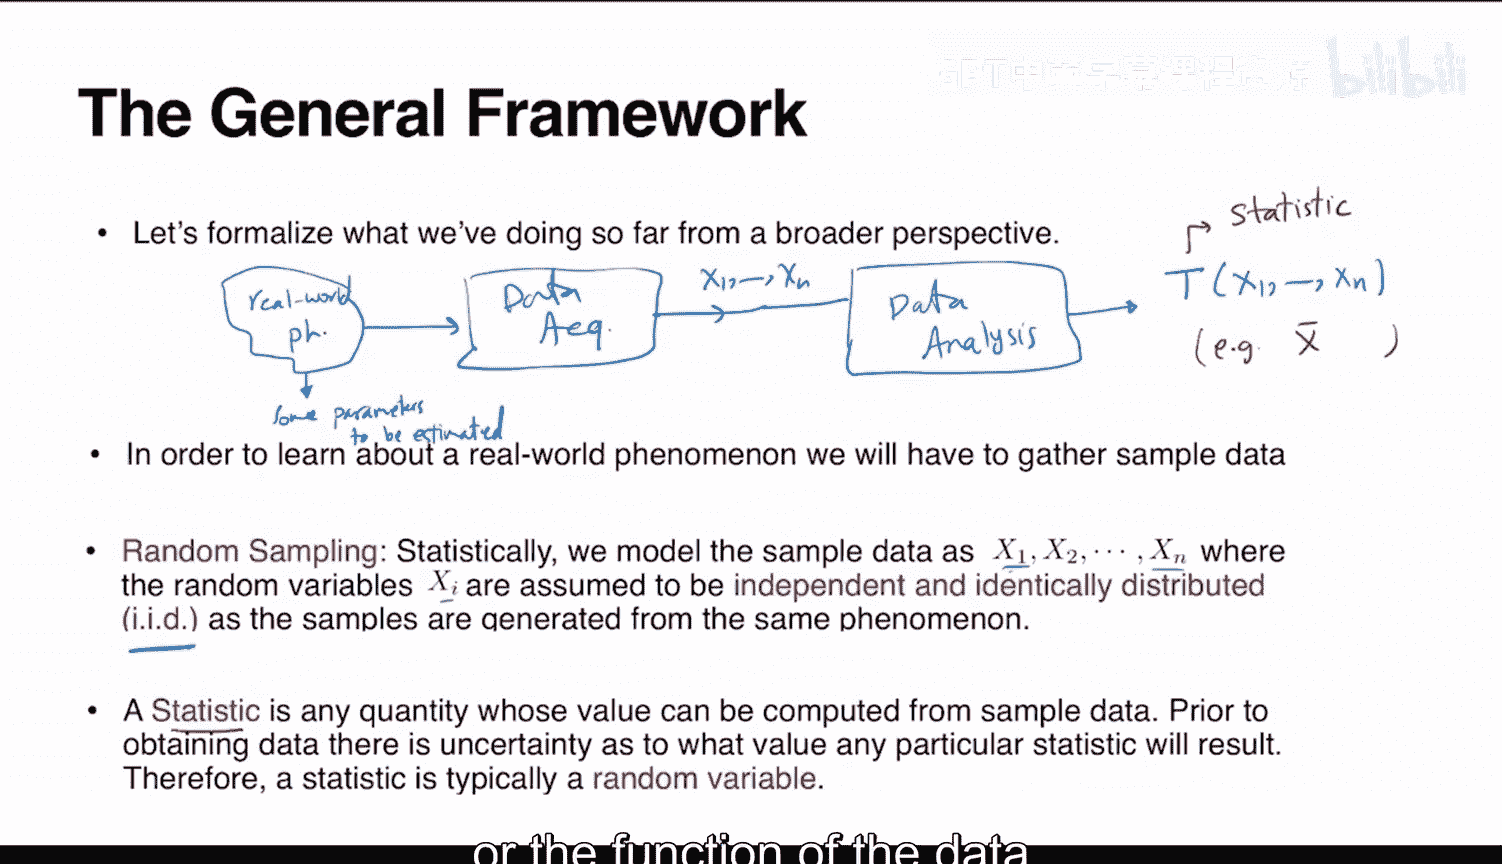 bilibili
The General Framework
statistic
• Let's formalize what we've doing so far from a broader perspective.
real-world
ph.
Data
Acq.
X1, —, Xn
Data
Analysis
T(X1, —, Xn)
(e.g. X̄ )
some parameters
to be estimated
• In order to learn about a real-world phenomenon we will have to gather sample data
• Random Sampling: Statistically, we model the sample data as X₁, X₂, ⋯ , Xₙ where
the random variables Xᵢ are assumed to be independent and identically distributed
(i.i.d.) as the samples are generated from the same phenomenon.
• A Statistic is any quantity whose value can be computed from sample data. Prior to
obtaining data there is uncertainty as to what value any particular statistic will result.
Therefore, a statistic is typically a random variable.
or the function of the data